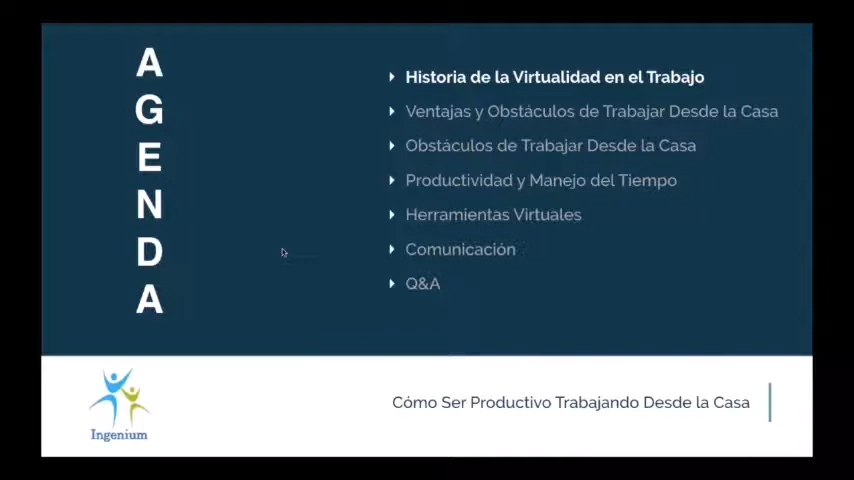 AGENDA
Historia de la Virtualidad en el Trabajo
Ventajas y Obstáculos de Trabajar Desde la Casa
Obstáculos de Trabajar Desde la Casa
Productividad y Manejo del Tiempo
Herramientas Virtuales
Comunicación
Q&A
Ingenium
Cómo Ser Productivo Trabajando Desde la Casa